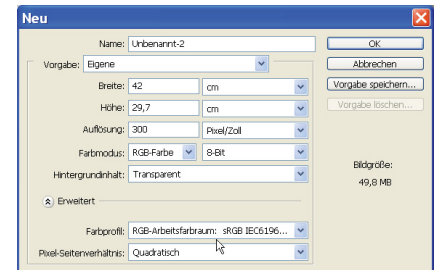 Neu
Name: Unbenannt-2
OK
Vorgabe: Eigene
Abbrechen
Breite: 42 cm
Vorgabe speichern...
Höhe: 29,7 cm
Vorgabe löschen...
Auflösung: 300 Pixel/Zoll
Farbmodus: RGB-Farbe 8-Bit
Bildgröße:
Hintergrundinhalt: Transparent
49,8 MB
Erweitert
Farbprofil: RGB-Arbeitsfarbraum: sRGB IEC6196...
Pixel-Seitenverhältnis: Quadratisch